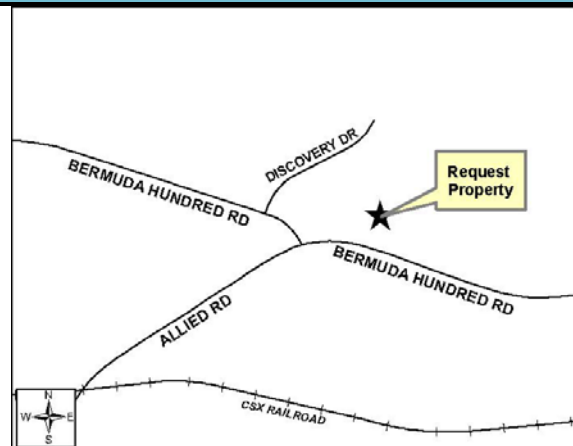 DISCOVERY DR
BERMUDA HUNDRED RD
Request
Property
BERMUDA HUNDRED RD
ALLIED RD
CSX RAILROAD
N
W E
S